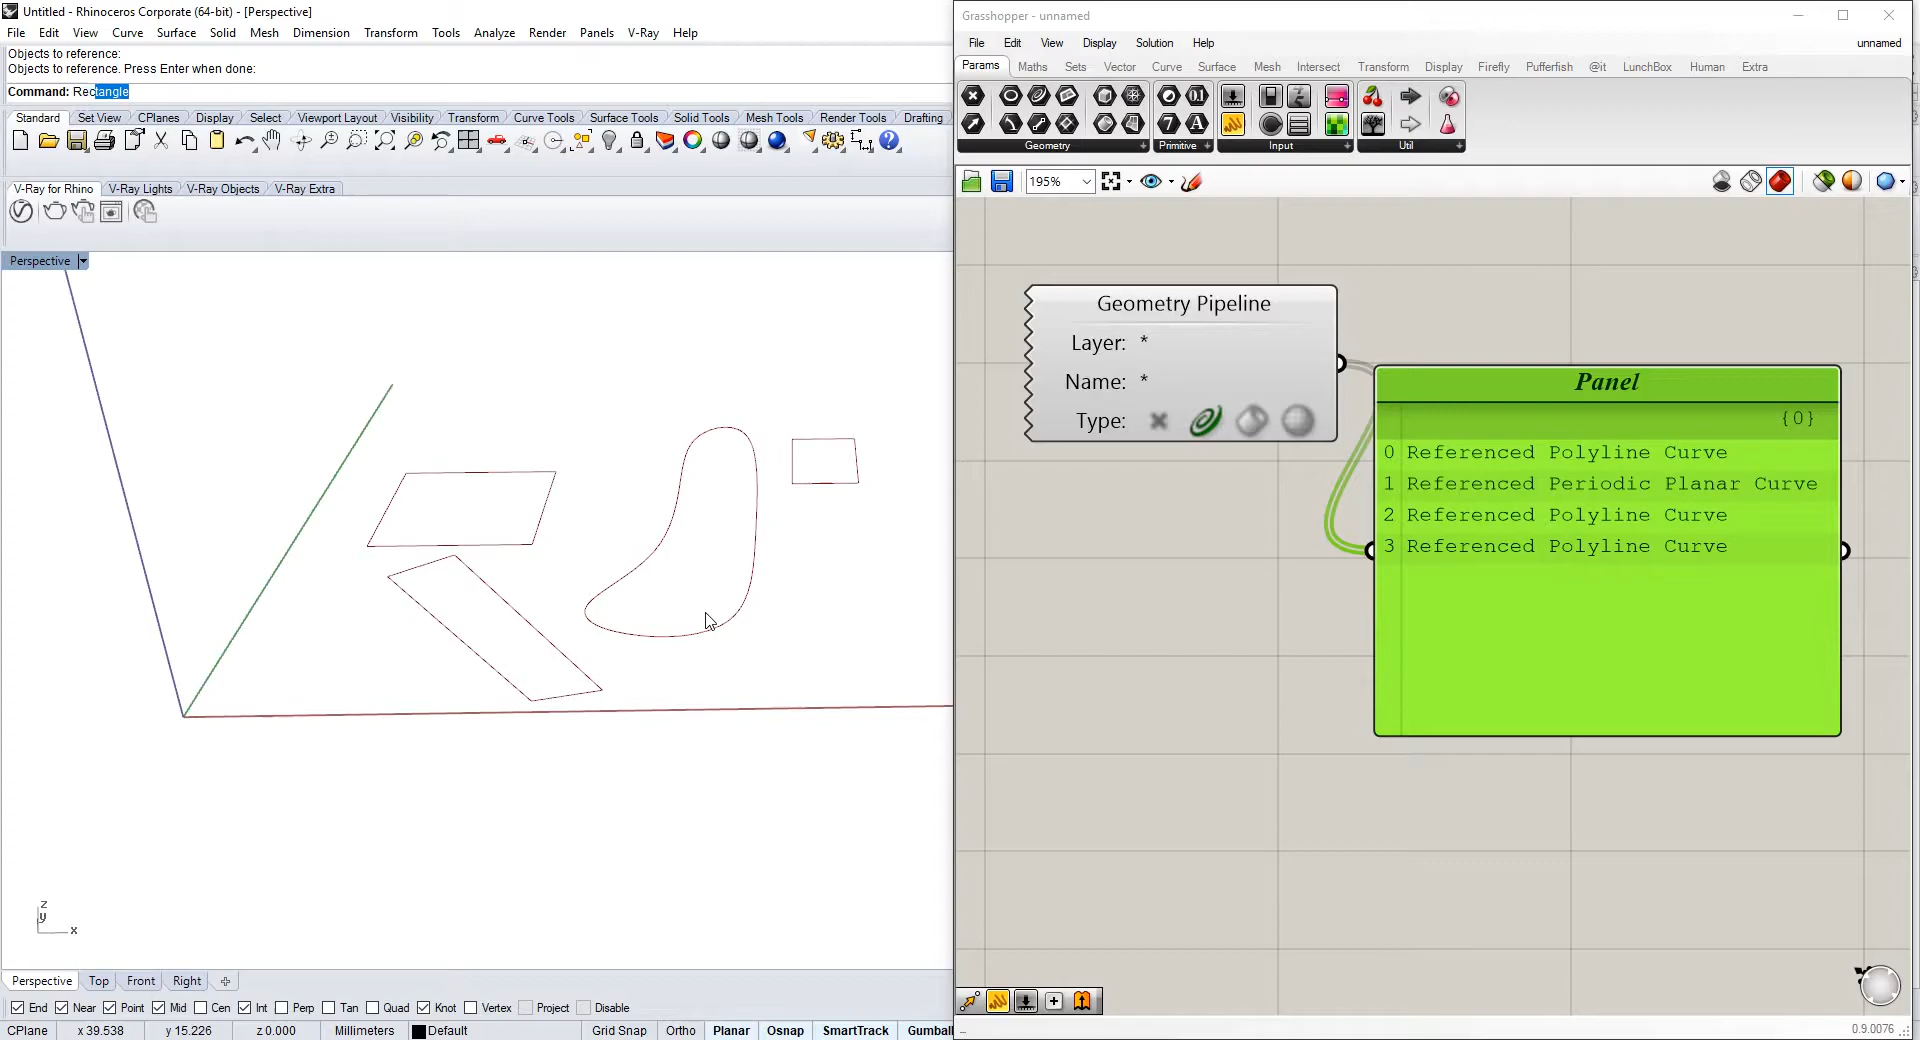 Untitled - Rhinoceros Corporate (64-bit) - [Perspective]
File Edit View Curve Surface Solid Mesh Dimension Transform Tools Analyze Render Panels V-Ray Help
Objects to reference:
Objects to reference. Press Enter when done:
Command: Rectangle
Standard Set View CPlanes Display Select Viewport Layout Visibility Transform Curve Tools Surface Tools Solid Tools Mesh Tools Render Tools Drafting
V-Ray for Rhino V-Ray Lights V-Ray Objects V-Ray Extra
Perspective
z
y
x
Perspective Top Front Right
End Near Point Mid Cen Int Perp Tan Quad Knot Vertex Project Disable
CPlane x 39.538 y 15.226 z 0.000 Millimeters Default Grid Snap Ortho Planar Osnap SmartTrack Gumball
Grasshopper - unnamed
File Edit View Display Solution Help unnamed
Params Maths Sets Vector Curve Surface Mesh Intersect Transform Display Firefly Pufferfish @it LunchBox Human Extra
Geometry Primitive Input Util
195%
Geometry Pipeline
Layer: *
Name: *
Type:
Panel
{0}
0 Referenced Polyline Curve
1 Referenced Periodic Planar Curve
2 Referenced Polyline Curve
3 Referenced Polyline Curve
0.9.0076